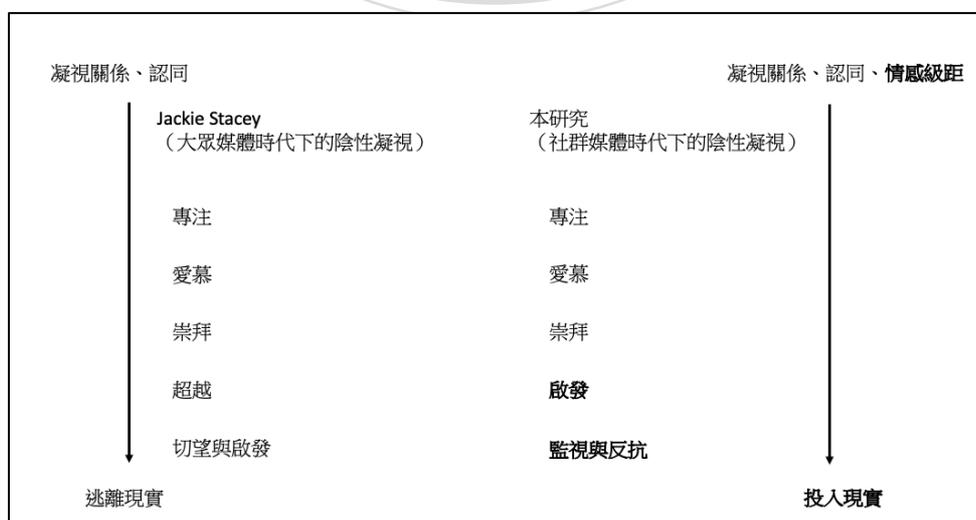 凝視關係、認同
凝視關係、認同、情感級距
Jackie Stacey
（大眾媒體時代下的陰性凝視）
本研究
（社群媒體時代下的陰性凝視）
專注
專注
愛慕
愛慕
崇拜
崇拜
超越
啟發
切望與啟發
監視與反抗
逃離現實
投入現實